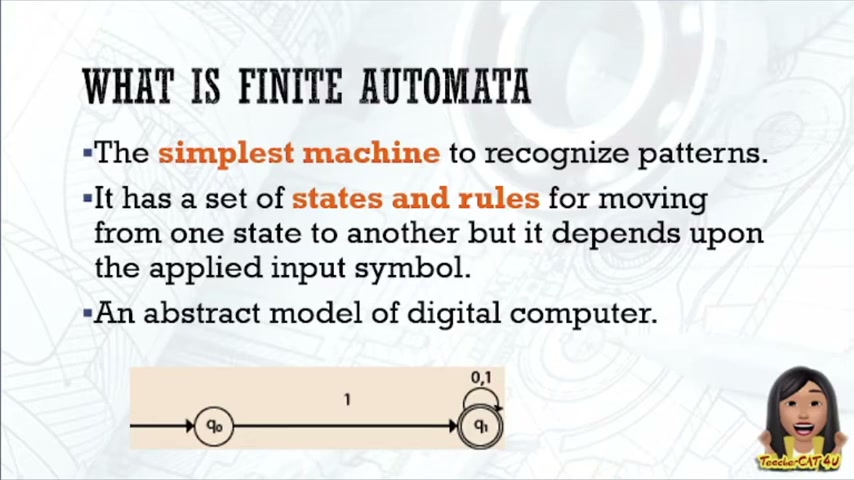 WHAT IS FINITE AUTOMATA
▪The simplest machine to recognize patterns.
▪It has a set of states and rules for moving
from one state to another but it depends upon
the applied input symbol.
▪An abstract model of digital computer.
0,1
1
q₀
q₁
TeacherCAT4U